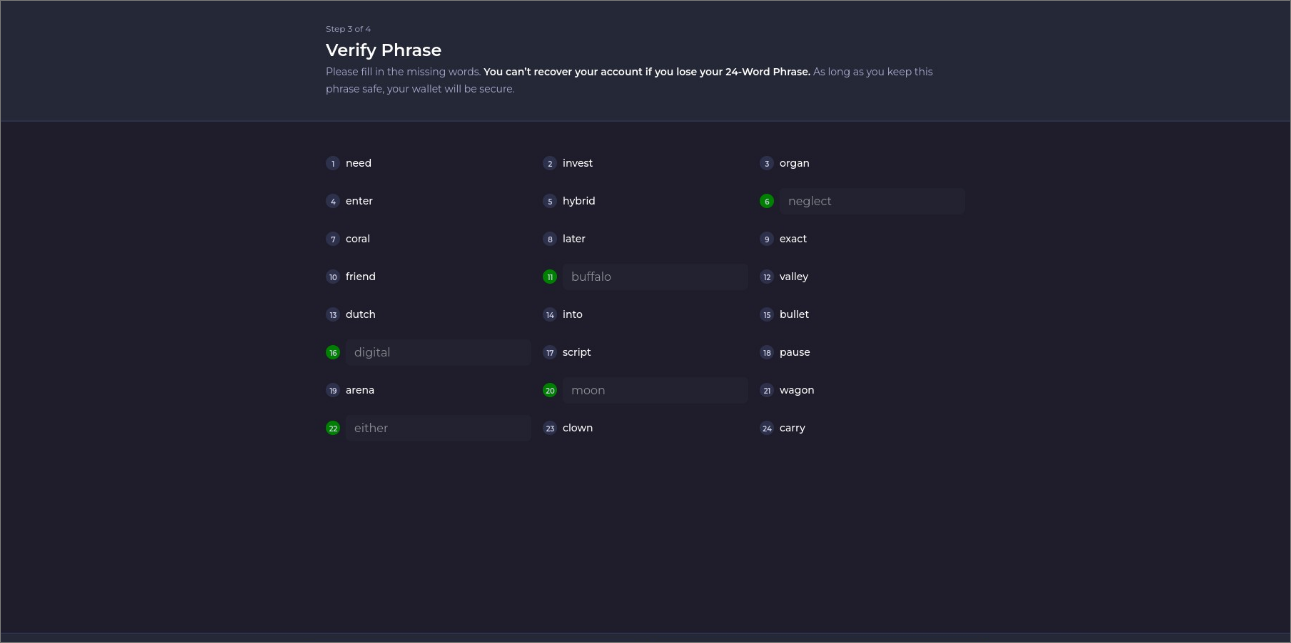 Step 3 of 4
Verify Phrase
Please fill in the missing words. You can't recover your account if you lose your 24-Word Phrase. As long as you keep this
phrase safe, your wallet will be secure.
1 need 2 invest 3 organ
4 enter 5 hybrid 6 neglect
7 coral 8 later 9 exact
10 friend 11 buffalo 12 valley
13 dutch 14 into 15 bullet
16 digital 17 script 18 pause
19 arena 20 moon 21 wagon
22 either 23 clown 24 carry